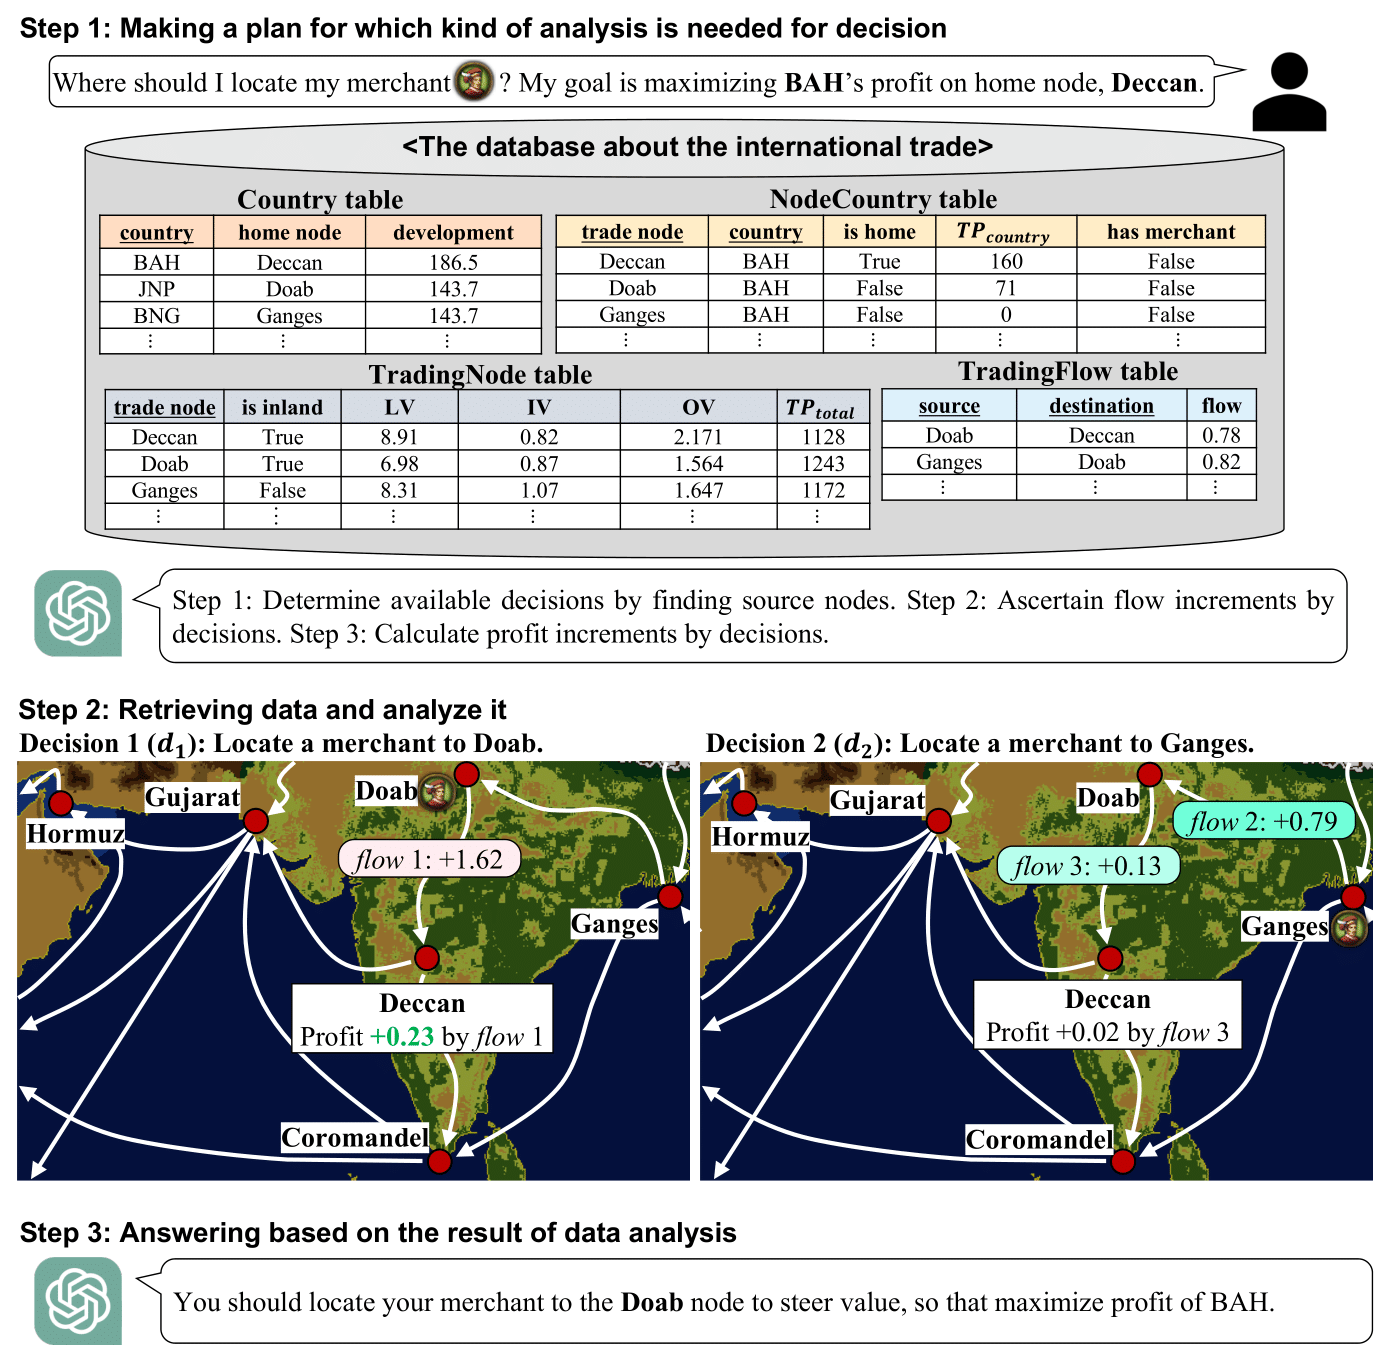 Step 1: Making a plan for which kind of analysis is needed for decision
Where should I locate my merchant ? My goal is maximizing BAH’s profit on home node, Deccan.
<The database about the international trade>
Country table
country home node development
BAH Deccan 186.5
JNP Doab 143.7
BNG Ganges 143.7
⋮ ⋮ ⋮
NodeCountry table
trade node country is home TP_country has merchant
Deccan BAH True 160 False
Doab BAH False 71 False
Ganges BAH False 0 False
⋮ ⋮ ⋮ ⋮ ⋮
TradingNode table
trade node is inland LV IV OV TP_total
Deccan True 8.91 0.82 2.171 1128
Doab True 6.98 0.87 1.564 1243
Ganges False 8.31 1.07 1.647 1172
⋮ ⋮ ⋮ ⋮ ⋮ ⋮
TradingFlow table
source destination flow
Doab Deccan 0.78
Ganges Doab 0.82
⋮ ⋮ ⋮
Step 1: Determine available decisions by finding source nodes. Step 2: Ascertain flow increments by
decisions. Step 3: Calculate profit increments by decisions.
Step 2: Retrieving data and analyze it
Decision 1 (d₁): Locate a merchant to Doab.
Gujarat
Doab
Hormuz
flow 1: +1.62
Ganges
Deccan
Profit +0.23 by flow 1
Coromandel
Decision 2 (d₂): Locate a merchant to Ganges.
Gujarat
Doab
flow 2: +0.79
Hormuz
flow 3: +0.13
Ganges
Deccan
Profit +0.02 by flow 3
Coromandel
Step 3: Answering based on the result of data analysis
You should locate your merchant to the Doab node to steer value, so that maximize profit of BAH.